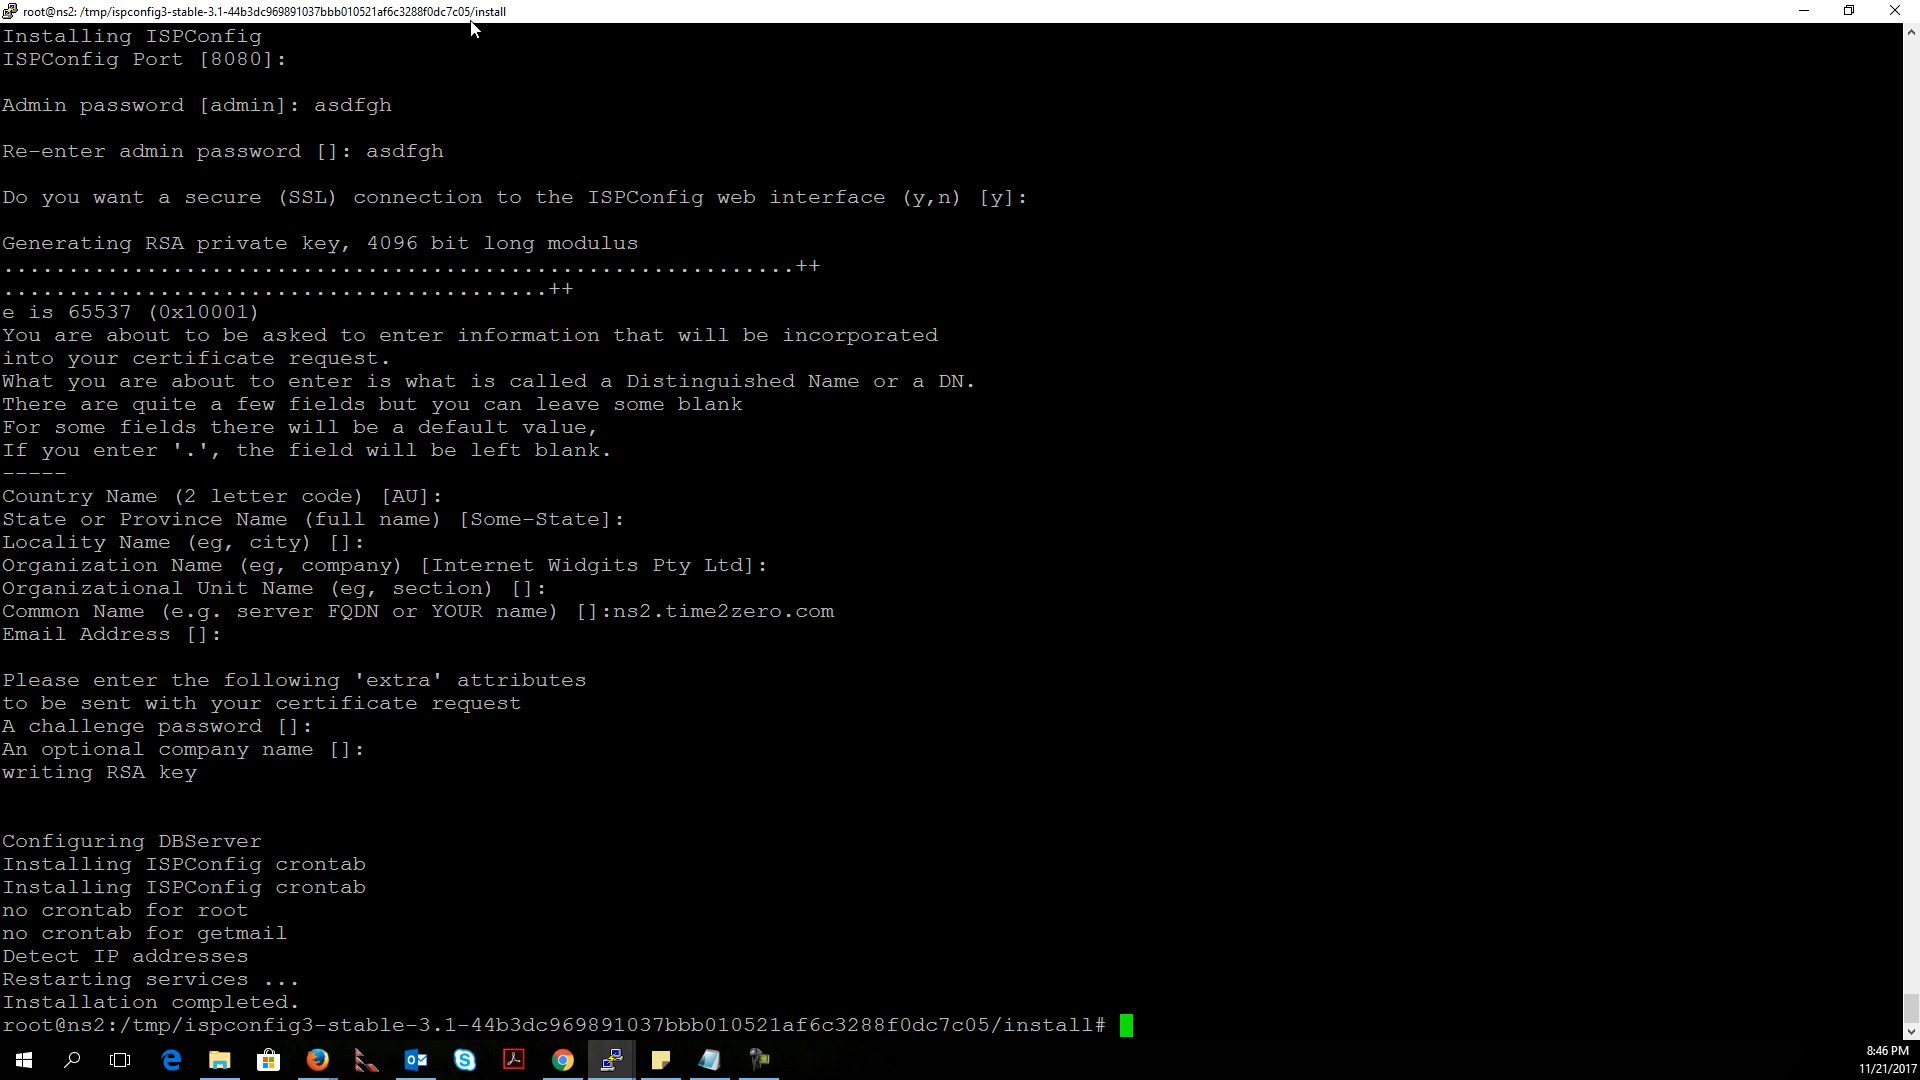 root@ns2: /tmp/ispconfig3-stable-3.1-44b3dc969891037bbb010521af6c3288f0dc7c05/install
Installing ISPConfig
ISPConfig Port [8080]:
Admin password [admin]: asdfgh
Re-enter admin password []: asdfgh
Do you want a secure (SSL) connection to the ISPConfig web interface (y,n) [y]:
Generating RSA private key, 4096 bit long modulus
.............................................................++
..........................................++
e is 65537 (0x10001)
You are about to be asked to enter information that will be incorporated
into your certificate request.
What you are about to enter is what is called a Distinguished Name or a DN.
There are quite a few fields but you can leave some blank
For some fields there will be a default value,
If you enter '.', the field will be left blank.
-----
Country Name (2 letter code) [AU]:
State or Province Name (full name) [Some-State]:
Locality Name (eg, city) []:
Organization Name (eg, company) [Internet Widgits Pty Ltd]:
Organizational Unit Name (eg, section) []:
Common Name (e.g. server FQDN or YOUR name) []:ns2.time2zero.com
Email Address []:
Please enter the following 'extra' attributes
to be sent with your certificate request
A challenge password []:
An optional company name []:
writing RSA key
Configuring DBServer
Installing ISPConfig crontab
Installing ISPConfig crontab
no crontab for root
no crontab for getmail
Detect IP addresses
Restarting services ...
Installation completed.
root@ns2:/tmp/ispconfig3-stable-3.1-44b3dc969891037bbb010521af6c3288f0dc7c05/install#
8:46 PM
11/21/2017